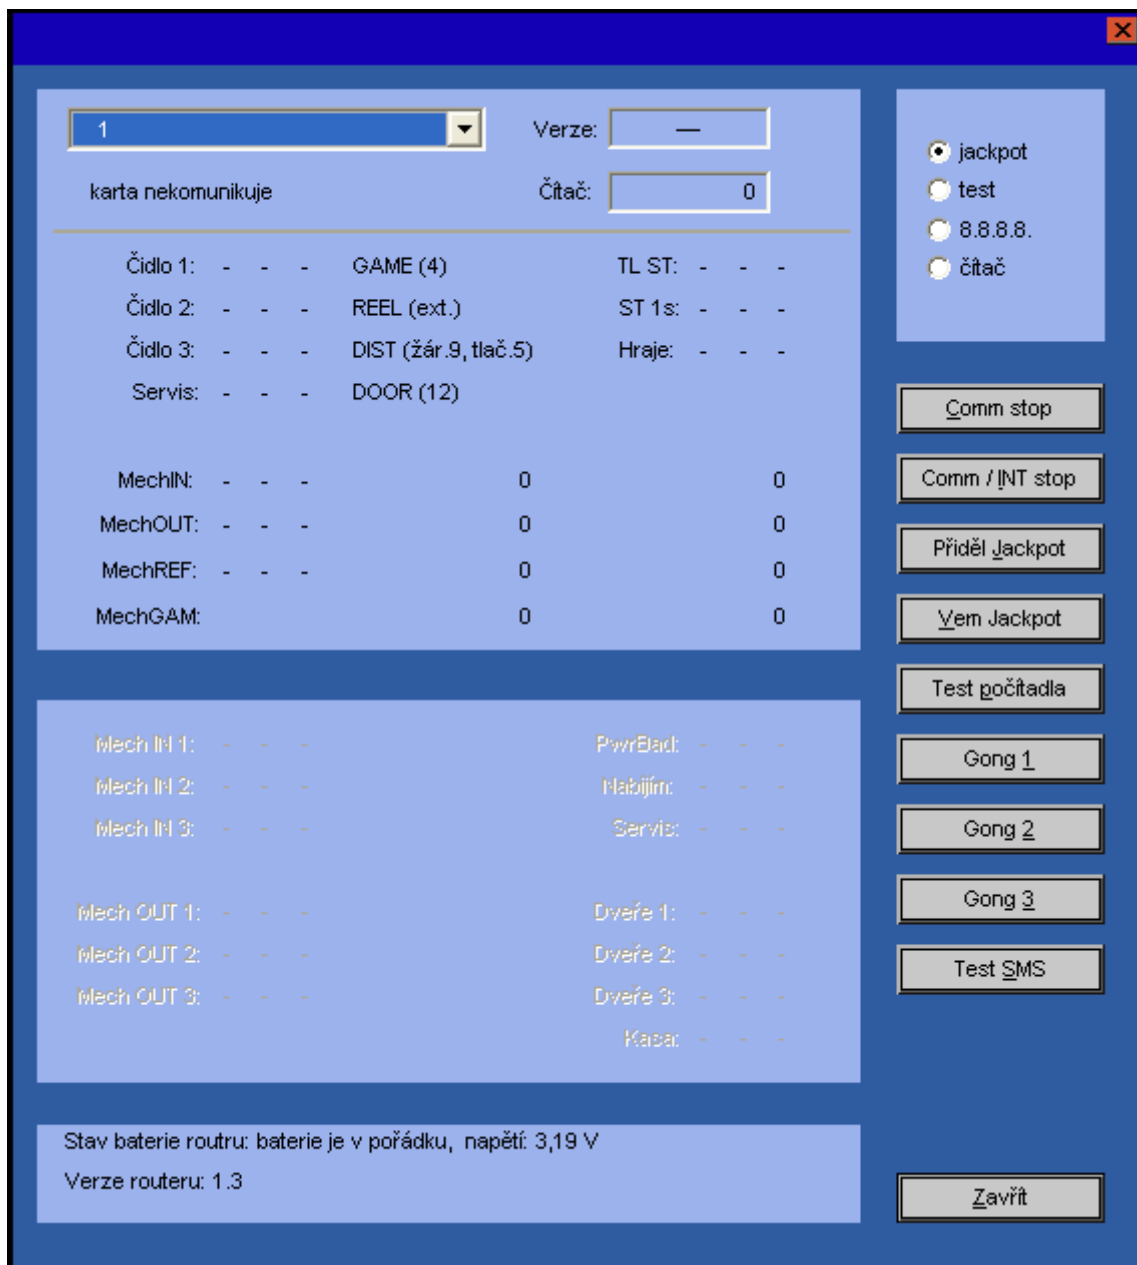 1
Verze: —
karta nekomunikuje
Čítač: 0
Čidlo 1: - - - GAME (4) TL ST: - - -
Čidlo 2: - - - REEL (ext.) ST 1s: - - -
Čidlo 3: - - - DIST (žár.9, tlač.5) Hraje: - - -
Servis: - - - DOOR (12)
MechIN: - - - 0 0
MechOUT: - - - 0 0
MechREF: - - - 0 0
MechGAM: 0 0
Mech IN 1: - - - PwrBad: - - -
Mech IN 2: - - - Nabijím: - - -
Mech IN 3: - - - Servis: - - -
Mech OUT 1: - - - Dveře 1: - - -
Mech OUT 2: - - - Dveře 2: - - -
Mech OUT 3: - - - Dveře 3: - - -
Kasa: - - -
Stav baterie routru: baterie je v pořádku, napětí: 3,19 V
Verze routeru: 1.3
jackpot
test
8.8.8.8.
čítač
Comm stop
Comm / INT stop
Přiděl Jackpot
Vem Jackpot
Test počítadla
Gong 1
Gong 2
Gong 3
Test SMS
Zavřít